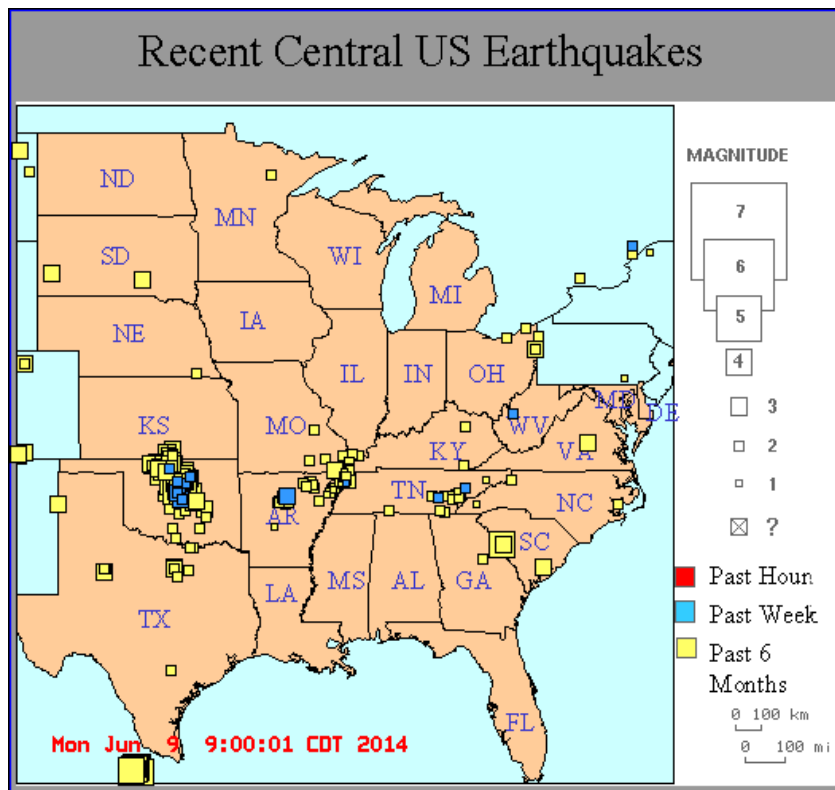 Recent Central US Earthquakes
MAGNITUDE
7
6
5
4
3
2
1
?
Past Hour
Past Week
Past 6
Months
0 100 km
0 100 mi
ND
MN
SD
WI
MI
NE
IA
IL
IN
OH
KS
MO
WV
MD
DE
KY
VA
TN
NC
AR
SC
MS
AL
GA
LA
TX
FL
Mon Jun 9 9:00:01 CDT 2014